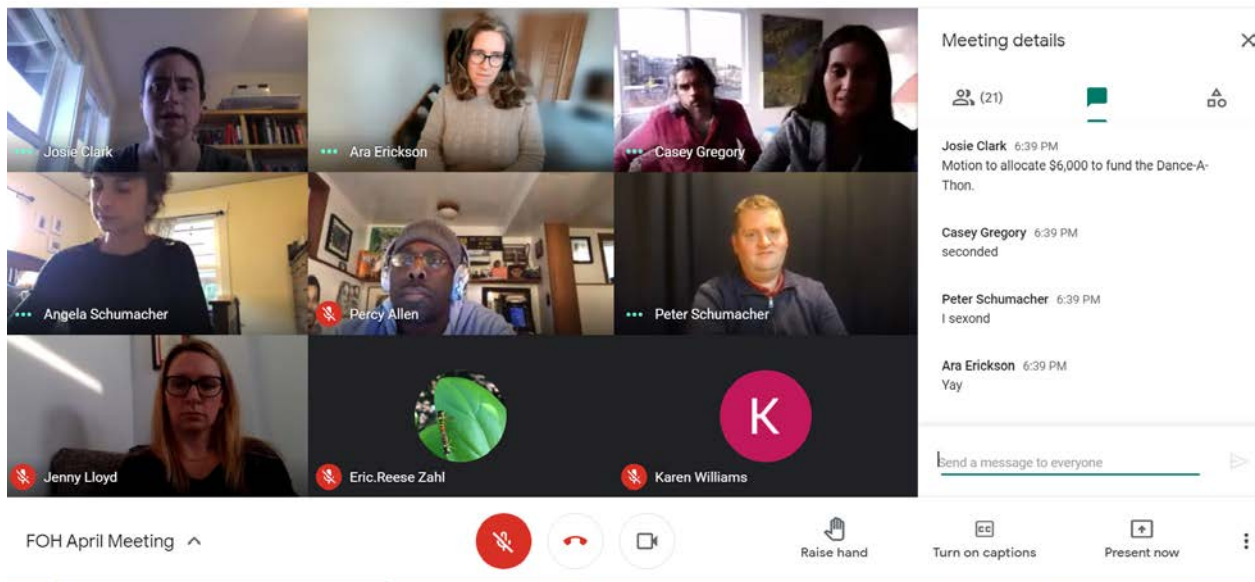 Josie Clark
Ara Erickson
Casey Gregory
Angela Schumacher
Percy Allen
Peter Schumacher
Jenny Lloyd
Eric.Reese Zahl
K
Karen Williams
Meeting details
(21)
Josie Clark 6:39 PM
Motion to allocate $6,000 to fund the Dance-A-
Thon.
Casey Gregory 6:39 PM
seconded
Peter Schumacher 6:39 PM
I sexond
Ara Erickson 6:39 PM
Yay
Send a message to everyone
FOH April Meeting
Raise hand
CC
Turn on captions
Present now